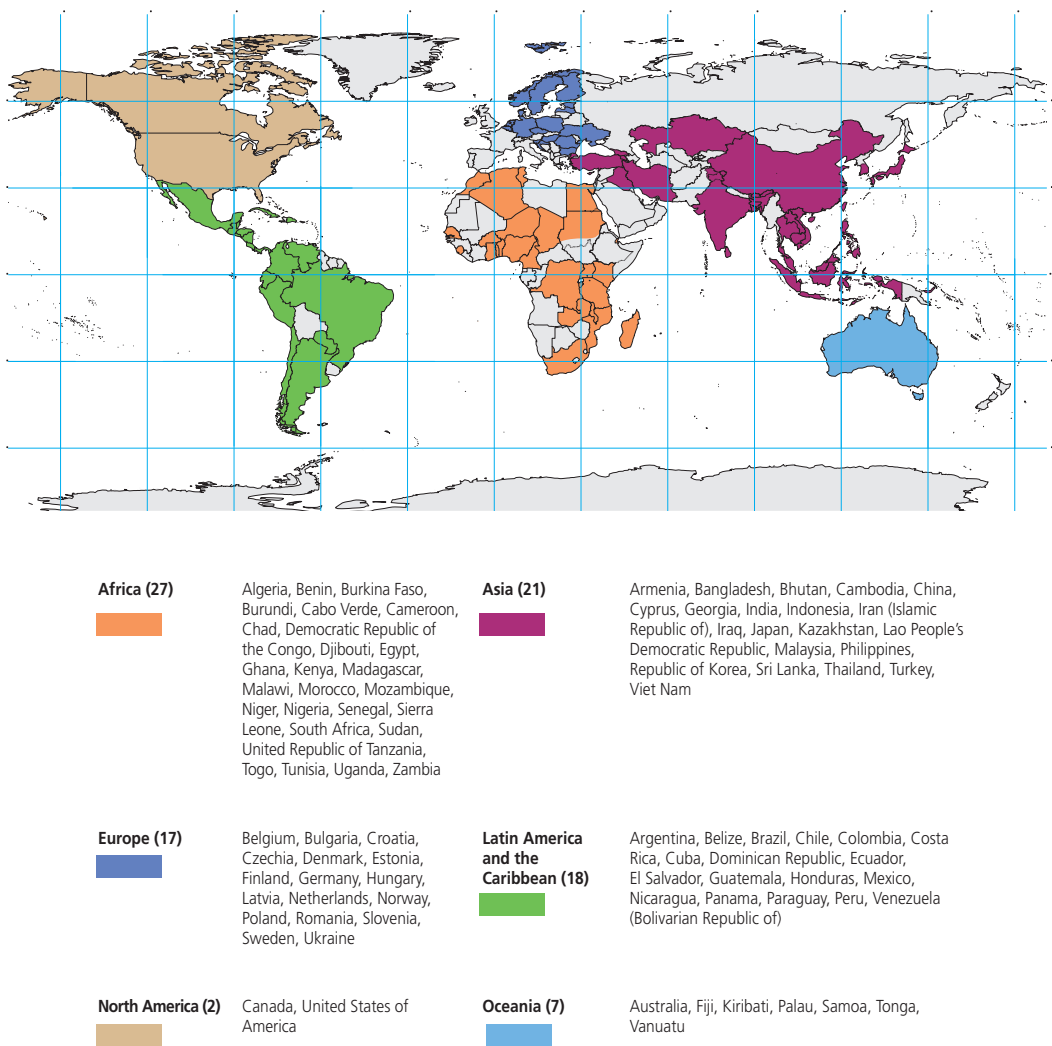 Africa (27)
Algeria, Benin, Burkina Faso,
Burundi, Cabo Verde, Cameroon,
Chad, Democratic Republic of
the Congo, Djibouti, Egypt,
Ghana, Kenya, Madagascar,
Malawi, Morocco, Mozambique,
Niger, Nigeria, Senegal, Sierra
Leone, South Africa, Sudan,
United Republic of Tanzania,
Togo, Tunisia, Uganda, Zambia
Asia (21)
Armenia, Bangladesh, Bhutan, Cambodia, China,
Cyprus, Georgia, India, Indonesia, Iran (Islamic
Republic of), Iraq, Japan, Kazakhstan, Lao People’s
Democratic Republic, Malaysia, Philippines,
Republic of Korea, Sri Lanka, Thailand, Turkey,
Viet Nam
Europe (17)
Belgium, Bulgaria, Croatia,
Czechia, Denmark, Estonia,
Finland, Germany, Hungary,
Latvia, Netherlands, Norway,
Poland, Romania, Slovenia,
Sweden, Ukraine
Latin America
and the
Caribbean (18)
Argentina, Belize, Brazil, Chile, Colombia, Costa
Rica, Cuba, Dominican Republic, Ecuador,
El Salvador, Guatemala, Honduras, Mexico,
Nicaragua, Panama, Paraguay, Peru, Venezuela
(Bolivarian Republic of)
North America (2)
Canada, United States of
America
Oceania (7)
Australia, Fiji, Kiribati, Palau, Samoa, Tonga,
Vanuatu